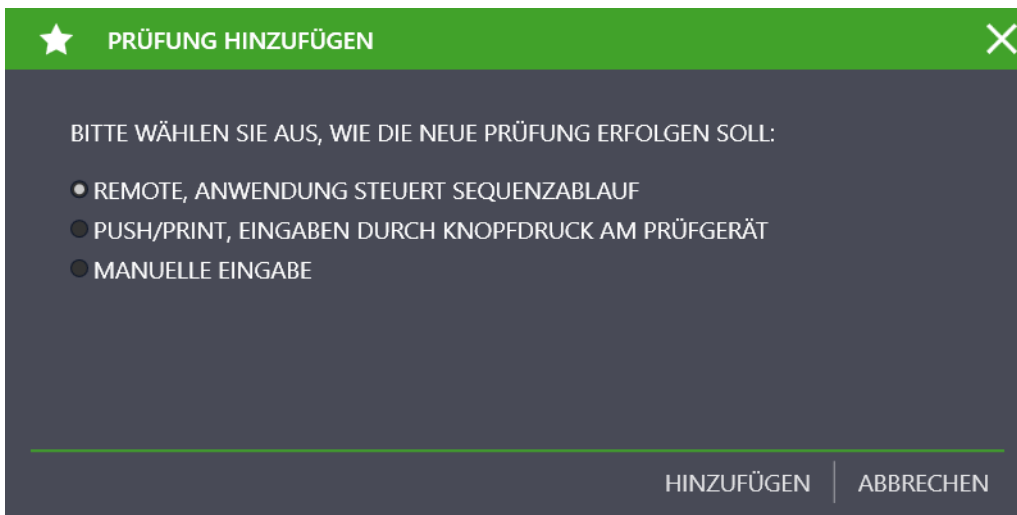 PRÜFUNG HINZUFÜGEN
BITTE WÄHLEN SIE AUS, WIE DIE NEUE PRÜFUNG ERFOLGEN SOLL:
REMOTE, ANWENDUNG STEUERT SEQUENZABLAUF
PUSH/PRINT, EINGABEN DURCH KNOPFDRUCK AM PRÜFGERÄT
MANUELLE EINGABE
HINZUFÜGEN ABBRECHEN